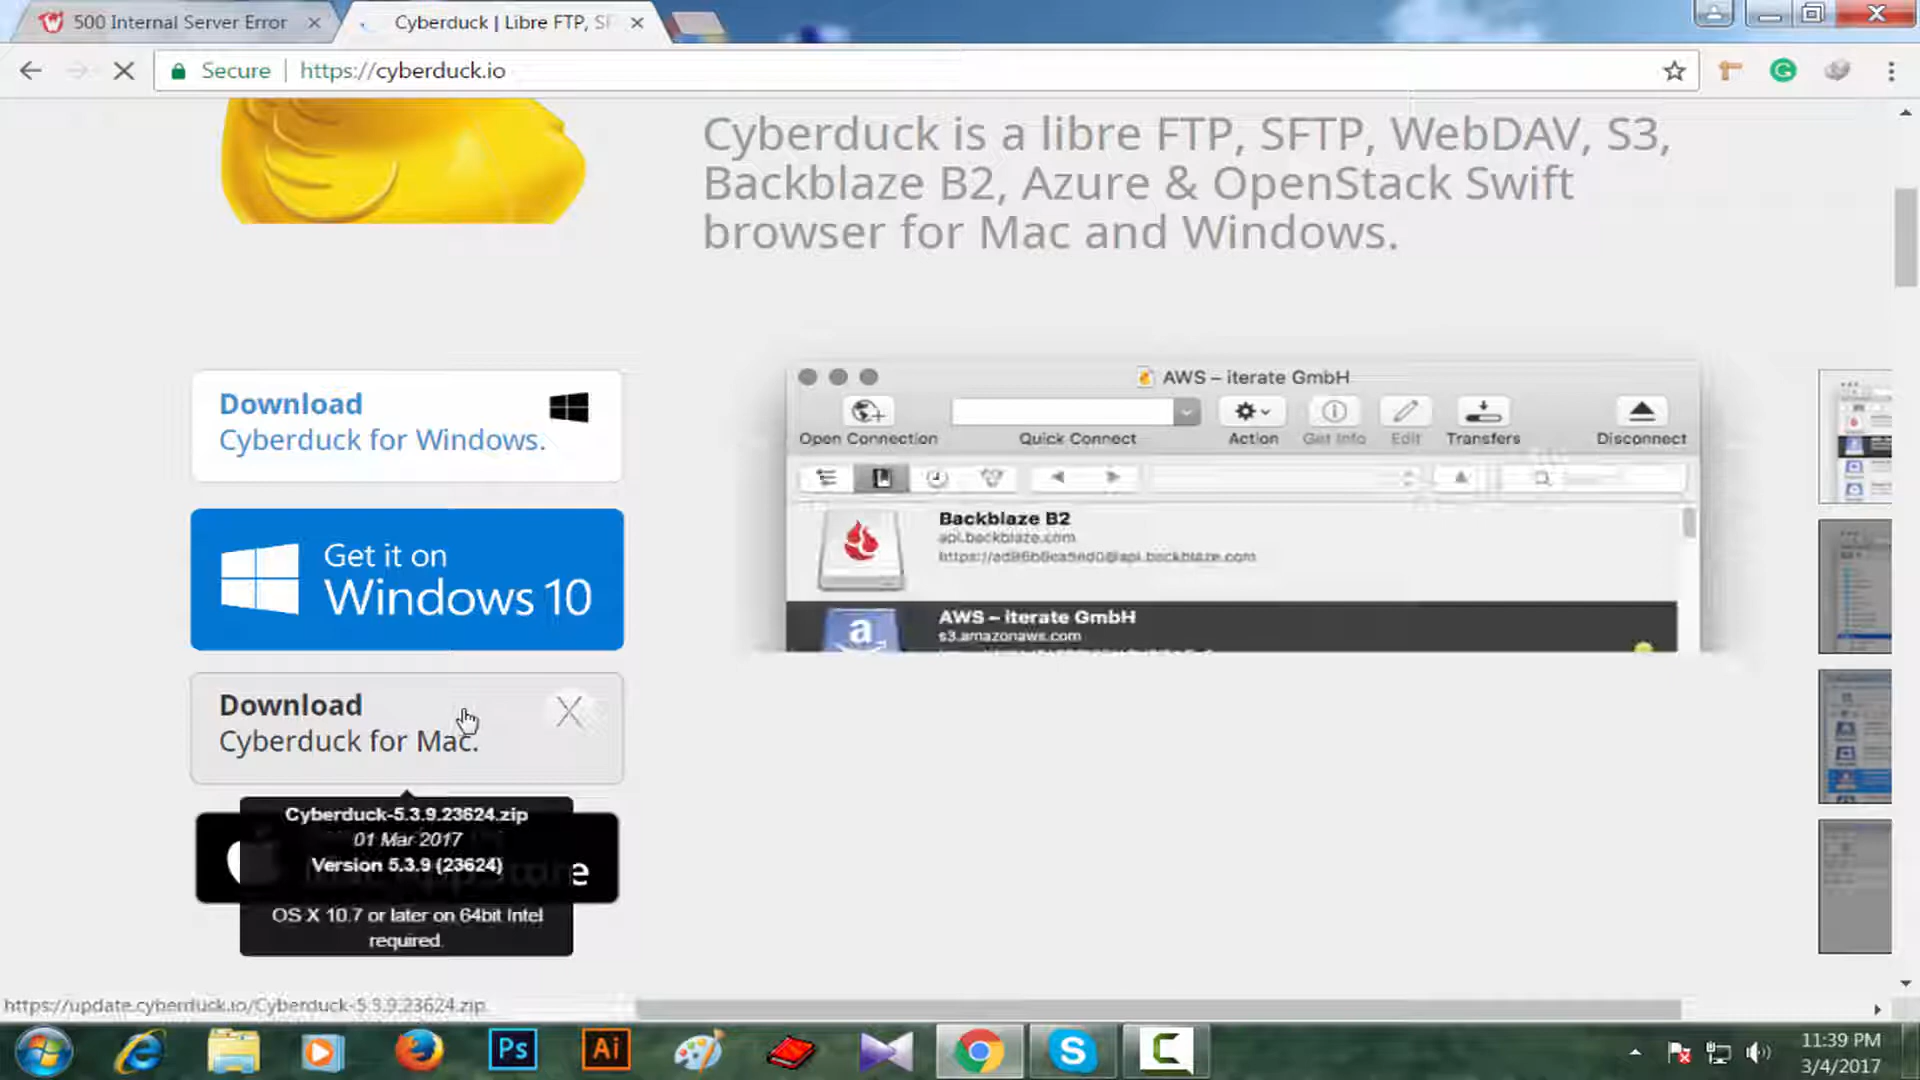 500 Internal Server Error
Cyberduck | Libre FTP, SF
Secure
https://cyberduck.io
Cyberduck is a libre FTP, SFTP, WebDAV, S3,
Backblaze B2, Azure & OpenStack Swift
browser for Mac and Windows.
Download
Cyberduck for Windows.
Get it on
Windows 10
Download
Cyberduck for Mac.
Cyberduck-5.3.9.23624.zip
01 Mar 2017
Version 5.3.9 (23624)
OS X 10.7 or later on 64bit Intel
required.
AWS – iterate GmbH
Open Connection
Quick Connect
Action
Get Info
Edit
Transfers
Disconnect
Backblaze B2
api.backblaze.com
AWS – iterate GmbH
s3.amazonaws.com
https://update.cyberduck.io/Cyberduck-5.3.9.23624.zip
Ps
Ai
11:39 PM
3/4/2017